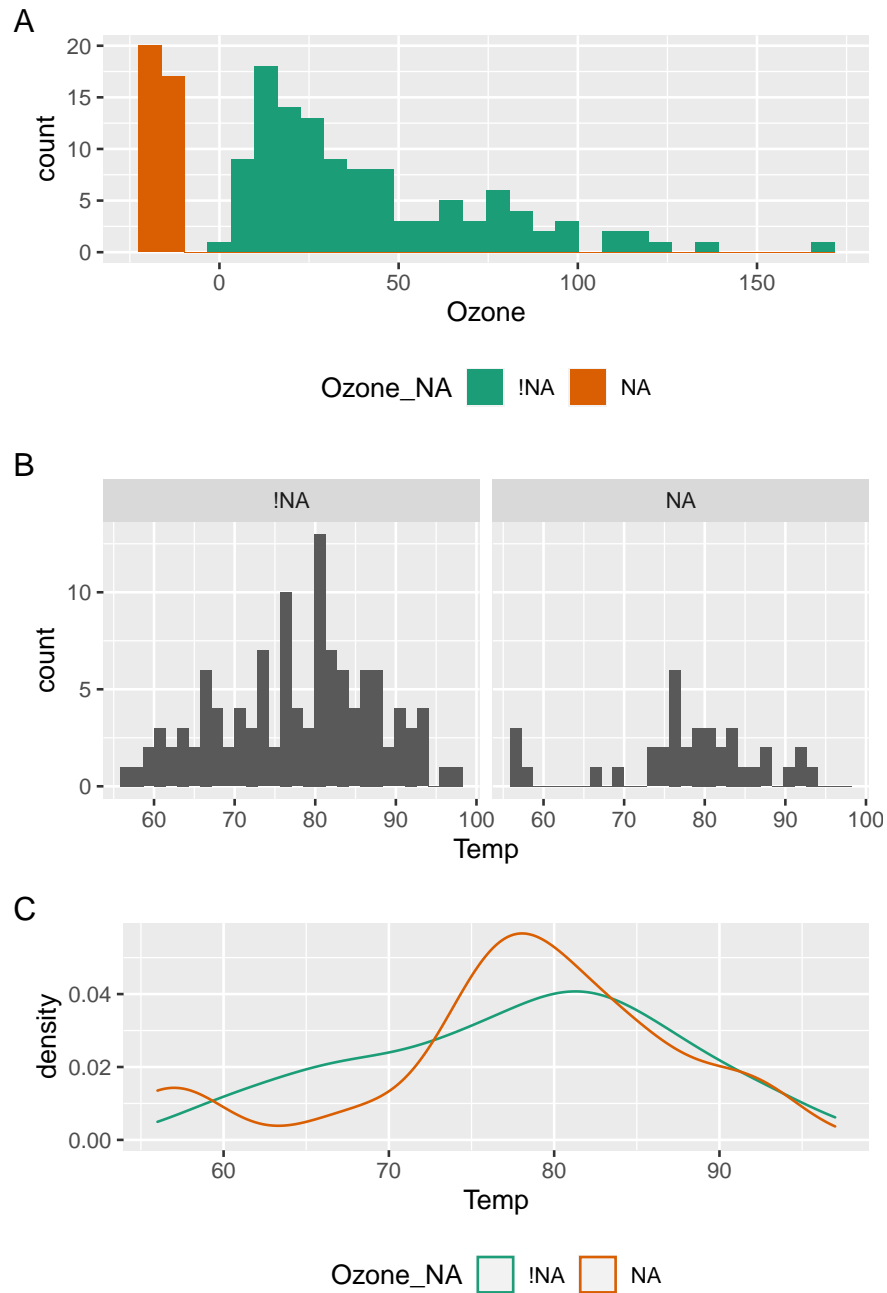 A
20
15
10
5
0
count
0 50 100 150
Ozone
Ozone_NA !NA NA
B
!NA NA
10
5
0
count
60 70 80 90 100 60 70 80 90 100
Temp
C
0.04
0.02
0.00
density
60 70 80 90
Temp
Ozone_NA !NA NA